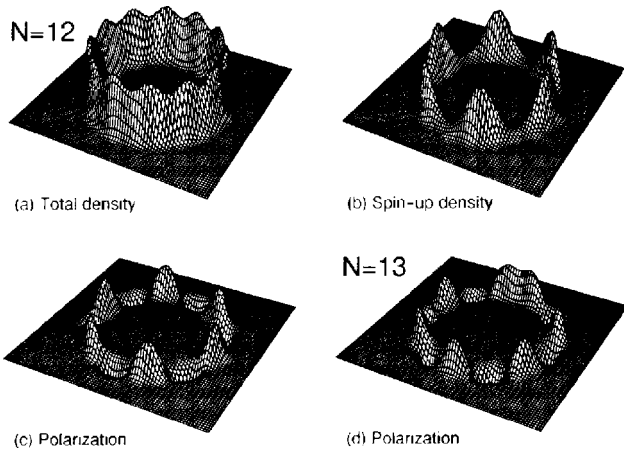 N=12
(a) Total density
(b) Spin-up density
N=13
(c) Polarization
(d) Polarization